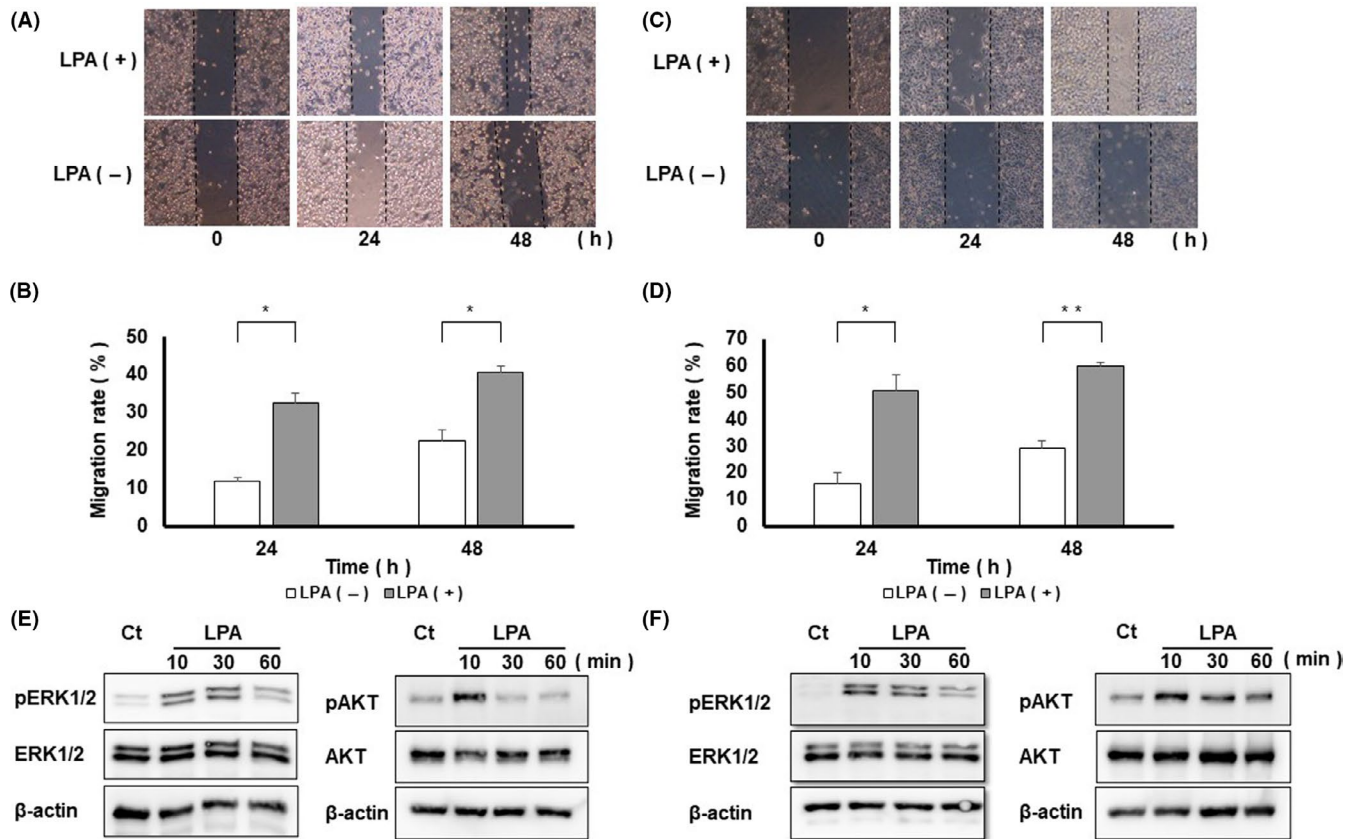 (A)
LPA ( + )
LPA ( − )
0 24 48 ( h )
(B)
* *
Migration rate ( % )
50
40
30
20
10
0
24 48
Time ( h )
LPA ( − ) LPA ( + )
(C)
LPA ( + )
LPA ( − )
0 24 48 ( h )
(D)
* * *
Migration rate ( % )
70
60
50
40
30
20
10
0
24 48
Time ( h )
LPA ( − ) LPA ( + )
(E)
Ct LPA
10 30 60
pERK1/2
ERK1/2
β-actin
Ct LPA
10 30 60 ( min )
pAKT
AKT
β-actin
(F)
Ct LPA
10 30 60
pERK1/2
ERK1/2
β-actin
Ct LPA
10 30 60 ( min )
pAKT
AKT
β-actin